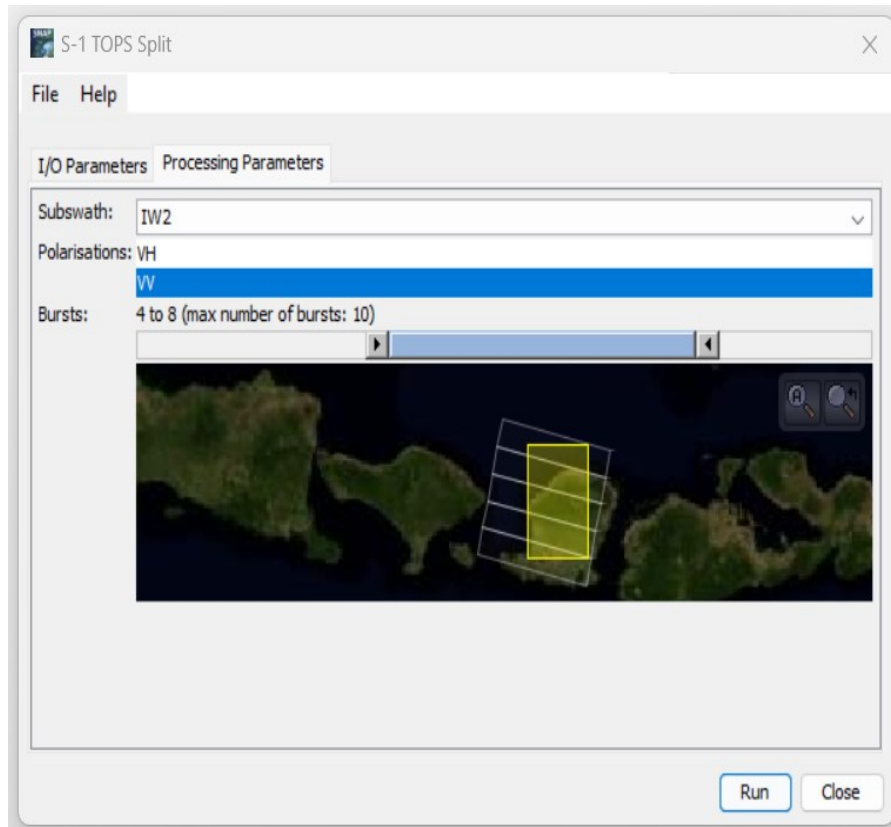 SNAP
S-1 TOPS Split
File Help
I/O Parameters Processing Parameters
Subswath: IW2
Polarisations: VH
VV
Bursts: 4 to 8 (max number of bursts: 10)
Run Close